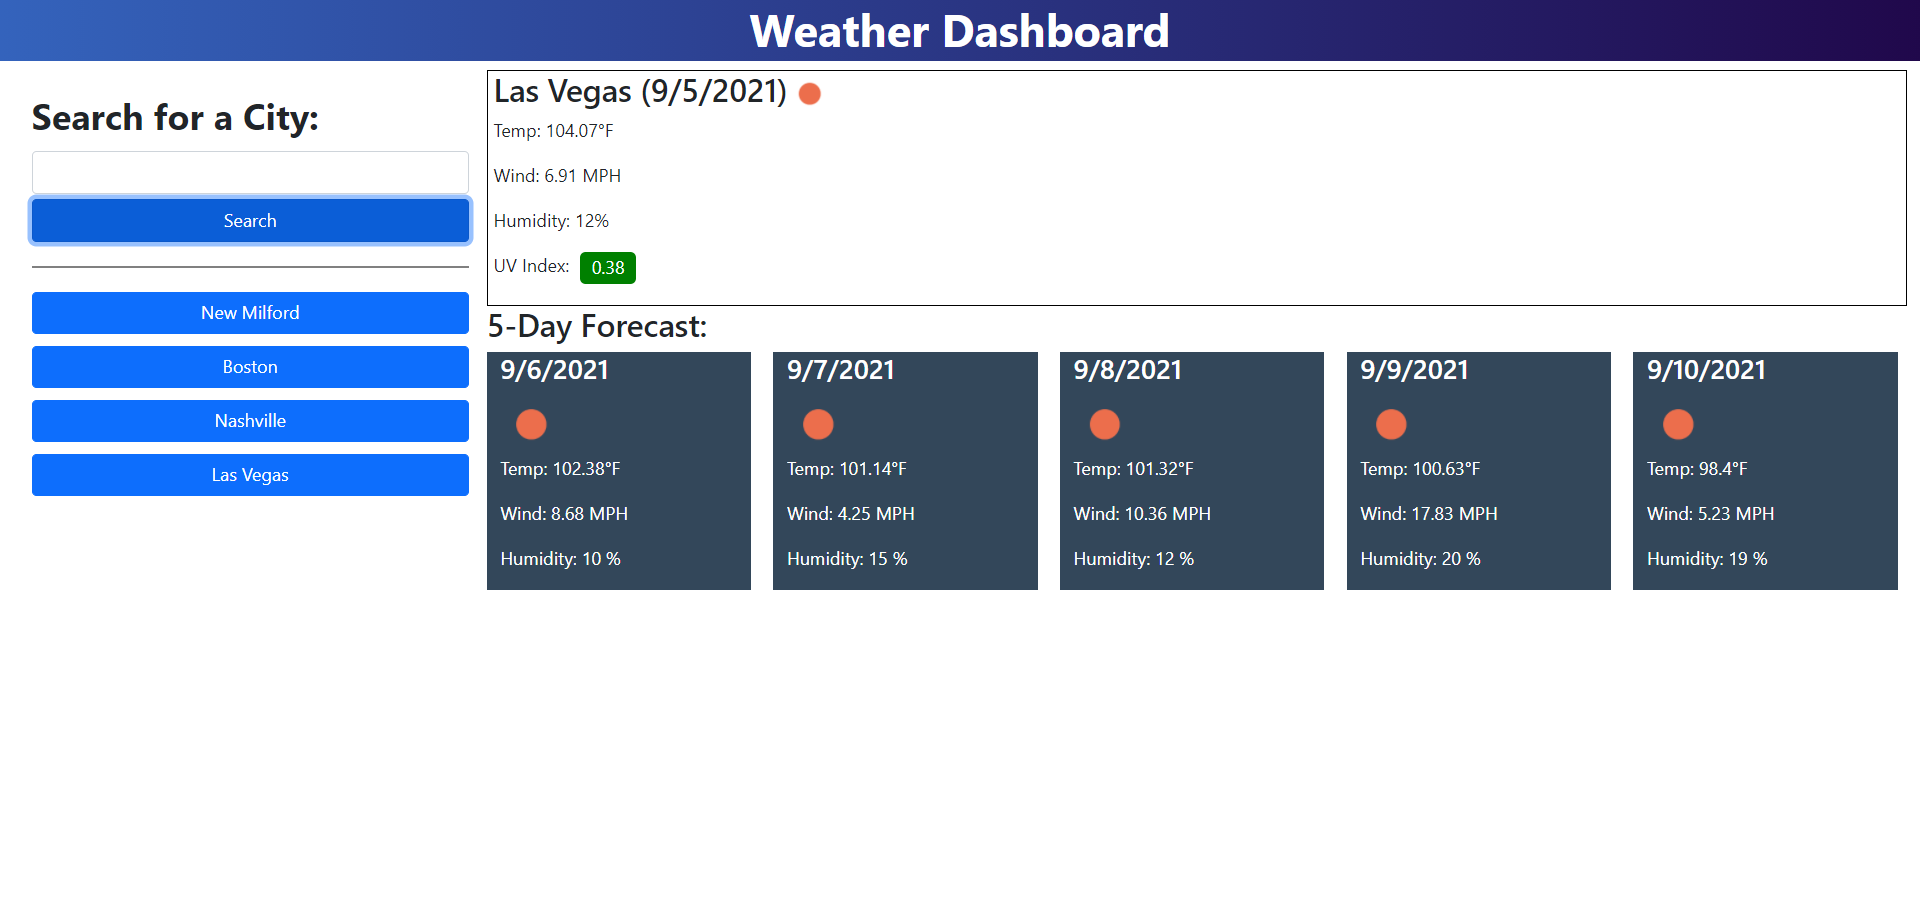 Weather Dashboard
Search for a City:
Search
New Milford
Boston
Nashville
Las Vegas
Las Vegas (9/5/2021)
Temp: 104.07°F
Wind: 6.91 MPH
Humidity: 12%
UV Index: 0.38
5-Day Forecast:
9/6/2021
Temp: 102.38°F
Wind: 8.68 MPH
Humidity: 10 %
9/7/2021
Temp: 101.14°F
Wind: 4.25 MPH
Humidity: 15 %
9/8/2021
Temp: 101.32°F
Wind: 10.36 MPH
Humidity: 12 %
9/9/2021
Temp: 100.63°F
Wind: 17.83 MPH
Humidity: 20 %
9/10/2021
Temp: 98.4°F
Wind: 5.23 MPH
Humidity: 19 %